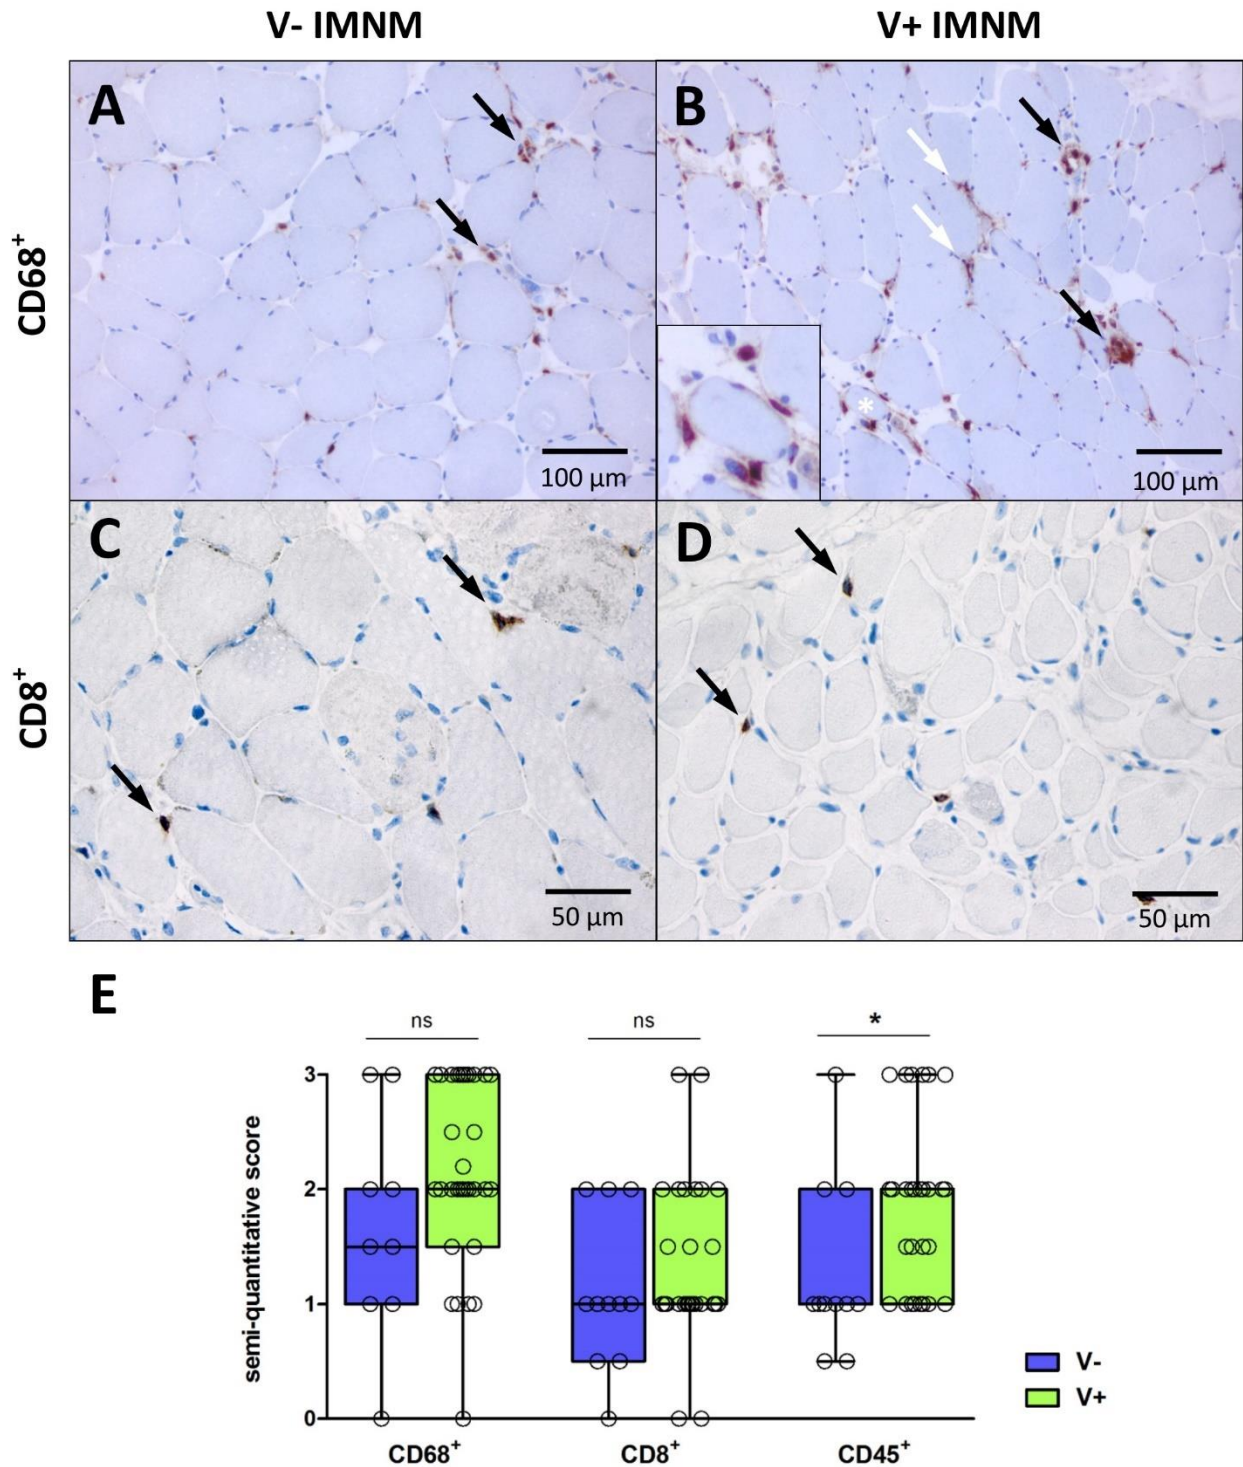 V- IMNM
V+ IMNM
CD68+
A
100 µm
B
*
100 µm
CD8+
C
50 µm
D
50 µm
E
ns
ns
*
semi-quantitative score
3
2
1
0
CD68+
CD8+
CD45+
V-
V+